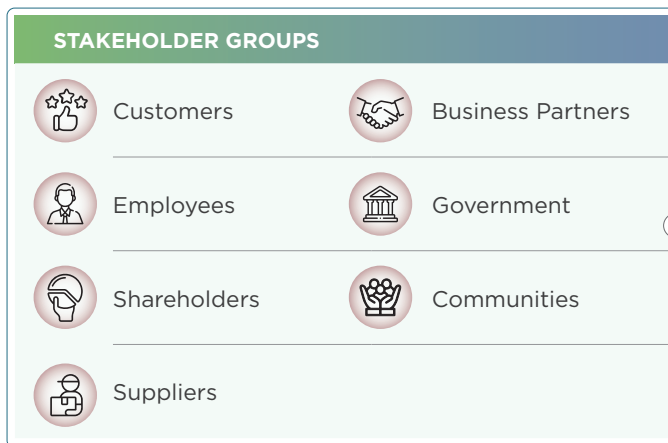 STAKEHOLDER GROUPS
Customers
Business Partners
Employees
Government
Shareholders
Communities
Suppliers